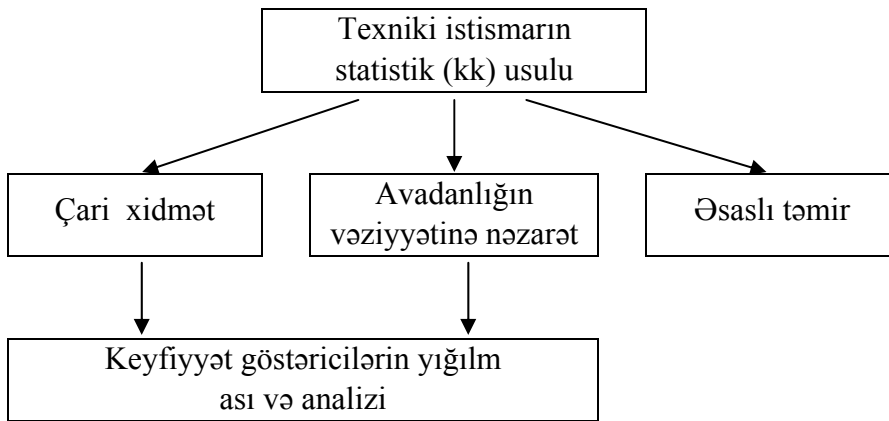 Texniki istismarın
statistik (kk) usulu
Çari xidmət
Avadanlığın
vəziyyətinə nəzarət
Əsaslı təmir
Keyfiyyət göstəricilərin yığılm
ası və analizi